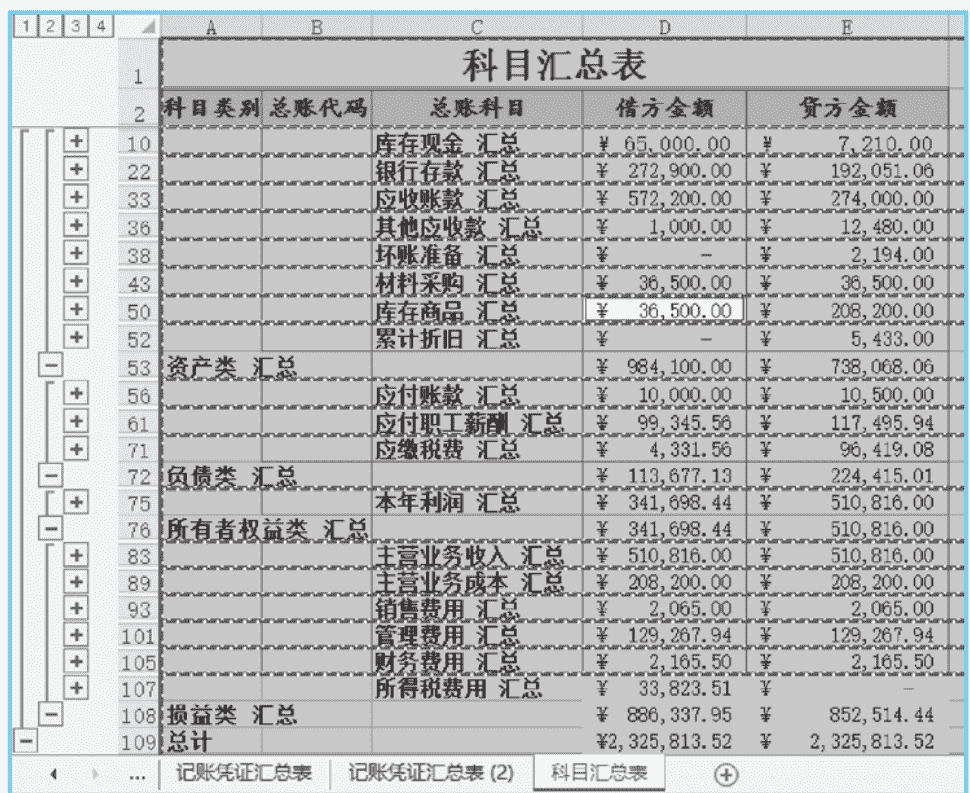 1 2 3 4 A B C D E
1 科目汇总表
2 科目类别 总账代码 总账科目 借方金额 贷方金额
+ 10 库存现金 汇总 ¥ 65,000.00 ¥ 7,210.00
+ 22 银行存款 汇总 ¥ 272,900.00 ¥ 192,051.06
+ 33 应收账款 汇总 ¥ 572,200.00 ¥ 274,000.00
+ 36 其他应收款 汇总 ¥ 1,000.00 ¥ 12,480.00
+ 38 坏账准备 汇总 ¥ - ¥ 2,194.00
+ 43 材料采购 汇总 ¥ 36,500.00 ¥ 36,500.00
+ 50 库存商品 汇总 ¥ 36,500.00 ¥ 208,200.00
+ 52 累计折旧 汇总 ¥ - ¥ 5,433.00
- 53 资产类 汇总 ¥ 984,100.00 ¥ 738,068.06
+ 56 应付账款 汇总 ¥ 10,000.00 ¥ 10,500.00
+ 61 应付职工薪酬 汇总 ¥ 99,345.56 ¥ 117,495.94
+ 71 应缴税费 汇总 ¥ 4,331.56 ¥ 96,419.08
- 72 负债类 汇总 ¥ 113,677.13 ¥ 224,415.01
+ 75 本年利润 汇总 ¥ 341,698.44 ¥ 510,816.00
- 76 所有者权益类 汇总 ¥ 341,698.44 ¥ 510,816.00
+ 83 主营业务收入 汇总 ¥ 510,816.00 ¥ 510,816.00
+ 89 主营业务成本 汇总 ¥ 208,200.00 ¥ 208,200.00
+ 93 销售费用 汇总 ¥ 2,065.00 ¥ 2,065.00
+ 101 管理费用 汇总 ¥ 129,267.94 ¥ 129,267.94
+ 105 财务费用 汇总 ¥ 2,165.50 ¥ 2,165.50
+ 107 所得税费用 汇总 ¥ 33,823.51 ¥ -
- 108 损益类 汇总 ¥ 886,337.95 ¥ 852,514.44
- 109 总计 ¥2,325,813.52 ¥ 2,325,813.52
... 记账凭证汇总表 记账凭证汇总表 (2) 科目汇总表